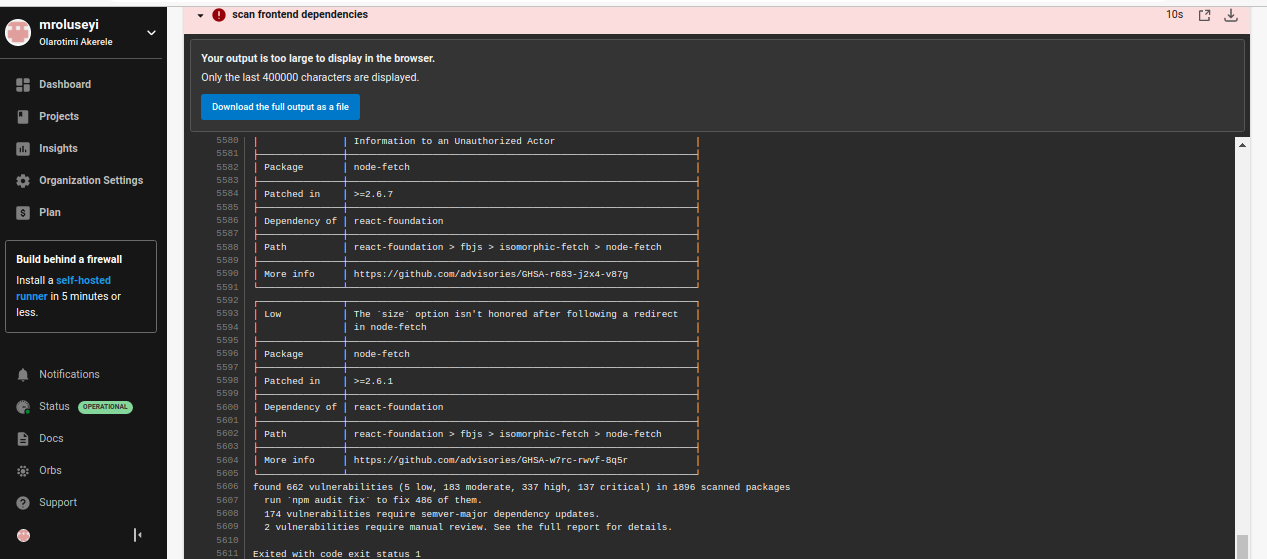 mroluseyi
Olarotimi Akerele
Dashboard
Projects
Insights
Organization Settings
Plan
Build behind a firewall
Install a self-hosted
runner in 5 minutes or
less.
Notifications
Status OPERATIONAL
Docs
Orbs
Support
scan frontend dependencies 10s
Your output is too large to display in the browser.
Only the last 400000 characters are displayed.
Download the full output as a file
5580 | | Information to an Unauthorized Actor |
5581
5582 | Package | node-fetch |
5583
5584 | Patched in | >=2.6.7 |
5585
5586 | Dependency of | react-foundation |
5587
5588 | Path | react-foundation > fbjs > isomorphic-fetch > node-fetch |
5589
5590 | More info | https://github.com/advisories/GHSA-r683-j2x4-v87g |
5591
5592
5593 | Low | The `size` option isn't honored after following a redirect |
5594 | | in node-fetch |
5595
5596 | Package | node-fetch |
5597
5598 | Patched in | >=2.6.1 |
5599
5600 | Dependency of | react-foundation |
5601
5602 | Path | react-foundation > fbjs > isomorphic-fetch > node-fetch |
5603
5604 | More info | https://github.com/advisories/GHSA-w7rc-rwvf-8q5r |
5605
5606 found 662 vulnerabilities (5 low, 183 moderate, 337 high, 137 critical) in 1896 scanned packages
5607 run `npm audit fix` to fix 486 of them.
5608 174 vulnerabilities require semver-major dependency updates.
5609 2 vulnerabilities require manual review. See the full report for details.
5610
5611 Exited with code exit status 1